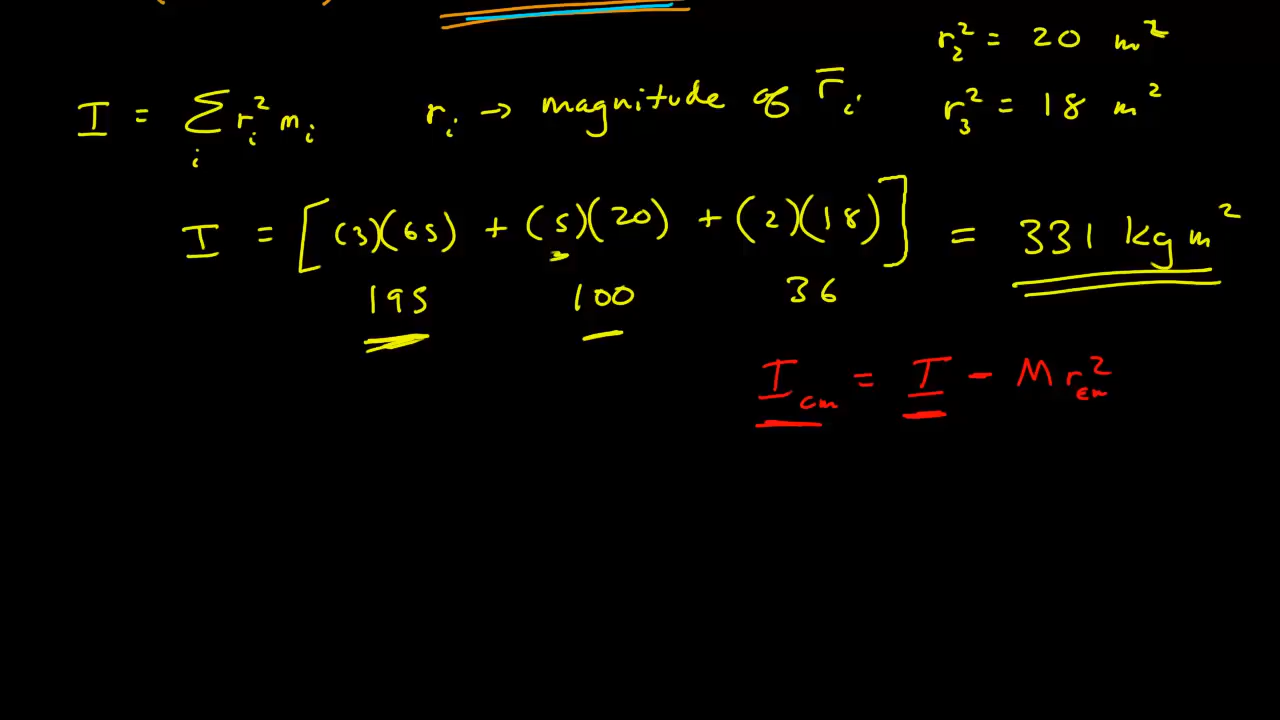 r₂² = 20 m²
I = Σᵢ rᵢ² mᵢ rᵢ → magnitude of r̅ᵢ r₃² = 18 m²
I = [(3)(65) + (5)(20) + (2)(18)] = 331 kg m²
195 100 36
I_cm = I - M r_cm²